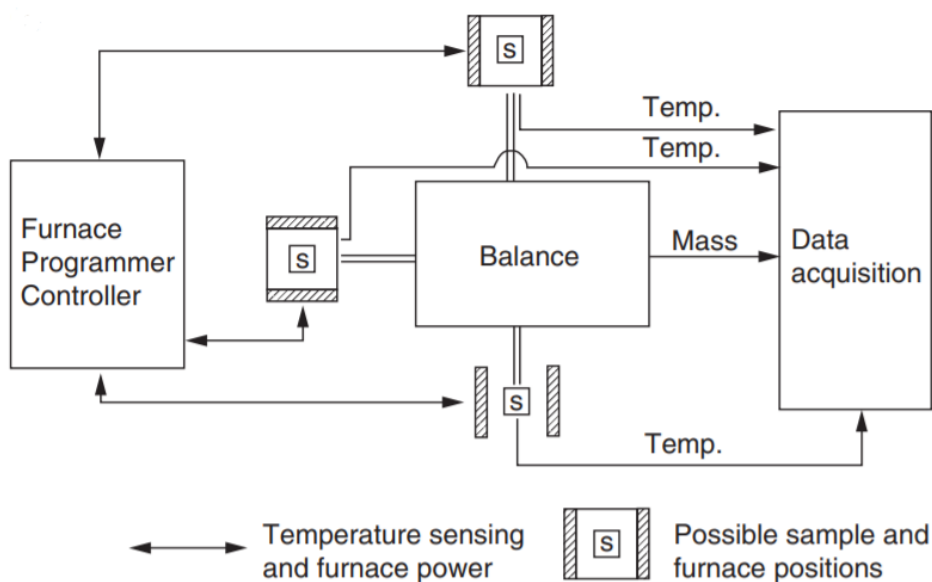 S
Temp.
Temp.
Furnace
Programmer
Controller
S
Balance
Mass
Data
acquisition
S
Temp.
Temperature sensing
and furnace power
S
Possible sample and
furnace positions